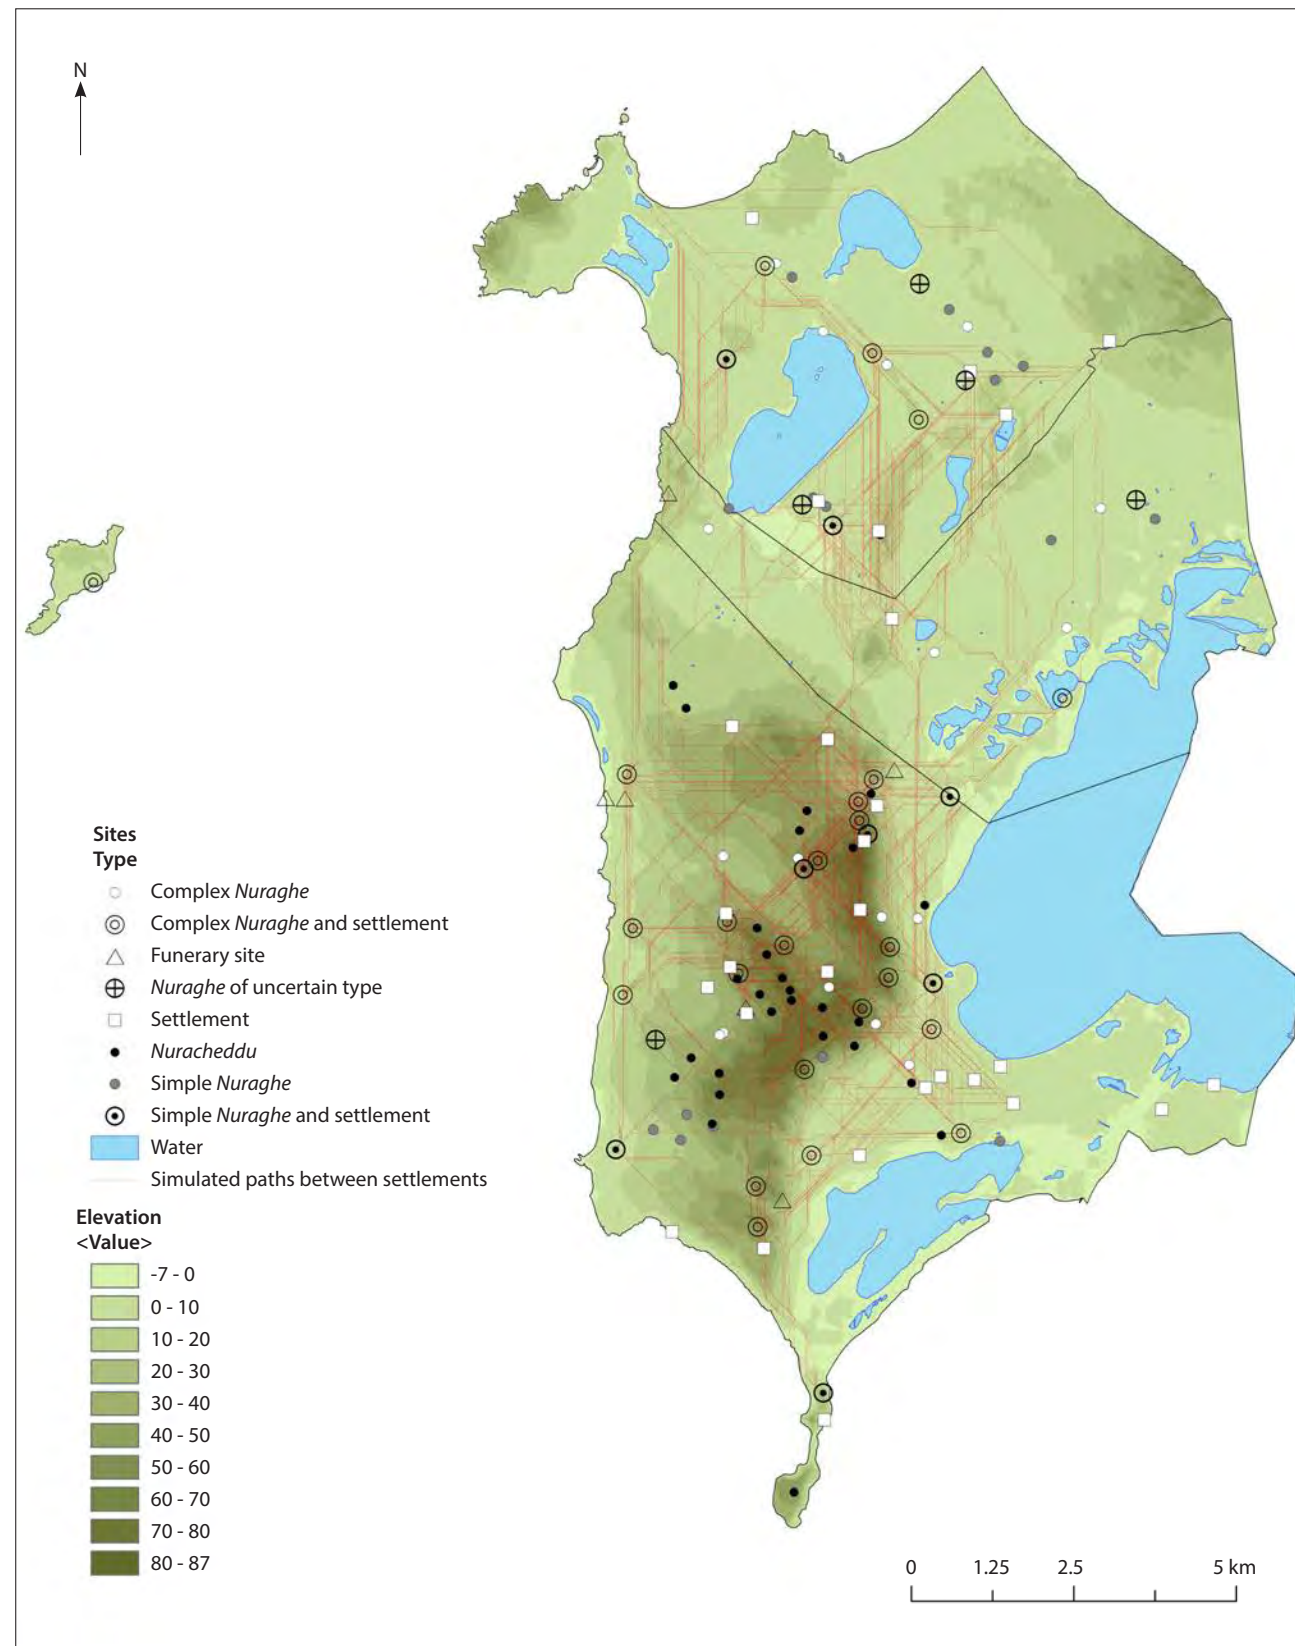 N
Sites
Type
Complex Nuraghe
Complex Nuraghe and settlement
Funerary site
Nuraghe of uncertain type
Settlement
Nuracheddu
Simple Nuraghe
Simple Nuraghe and settlement
Water
Simulated paths between settlements
Elevation
<Value>
-7 - 0
0 - 10
10 - 20
20 - 30
30 - 40
40 - 50
50 - 60
60 - 70
70 - 80
80 - 87
0 1.25 2.5 5 km